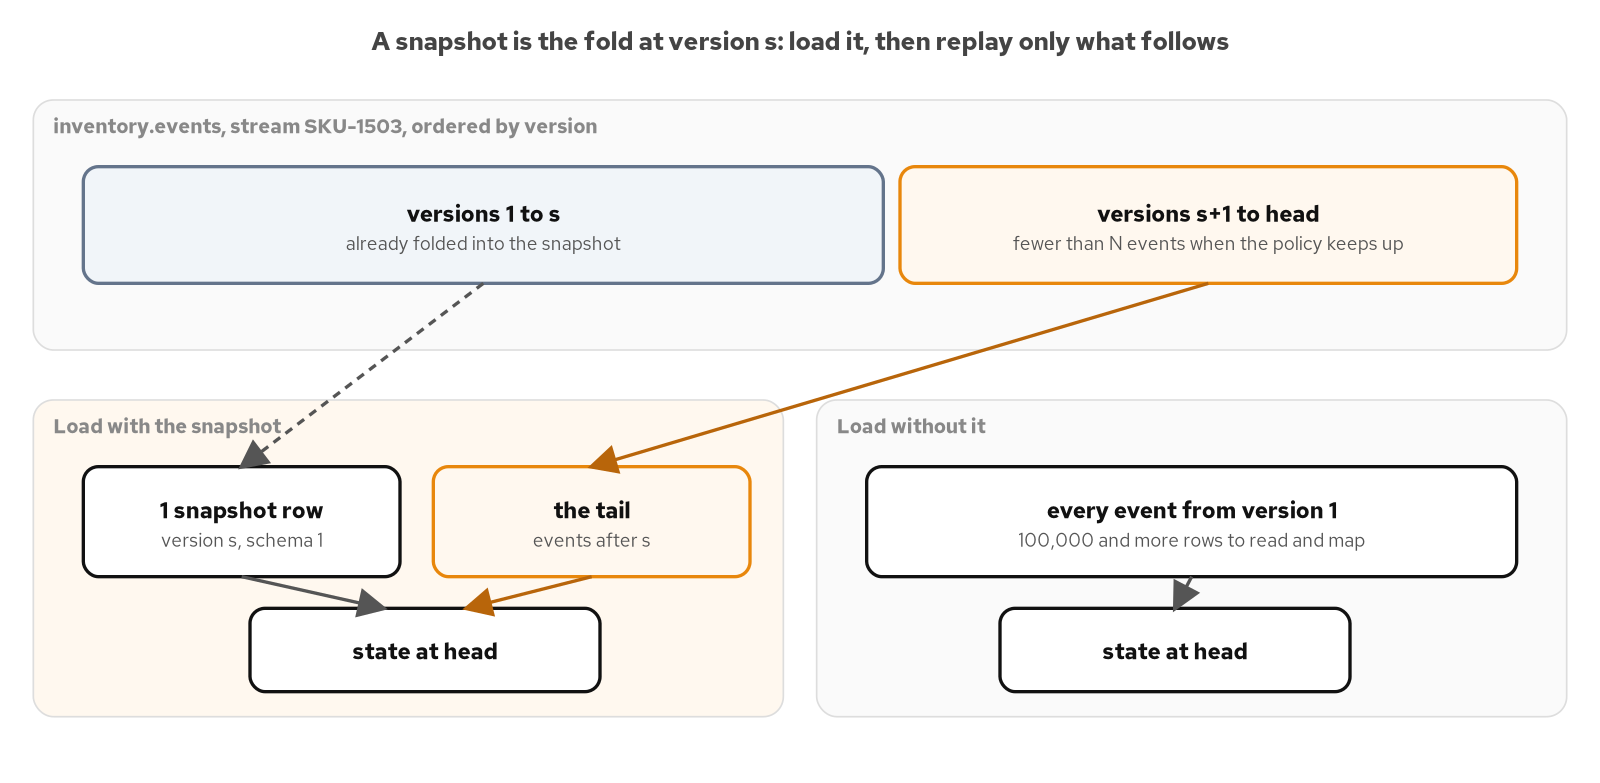 A snapshot is the fold at version s: load it, then replay only what follows
inventory.events, stream SKU-1503, ordered by version
versions 1 to s
already folded into the snapshot
versions s+1 to head
fewer than N events when the policy keeps up
Load with the snapshot
1 snapshot row
version s, schema 1
the tail
events after s
state at head
Load without it
every event from version 1
100,000 and more rows to read and map
state at head